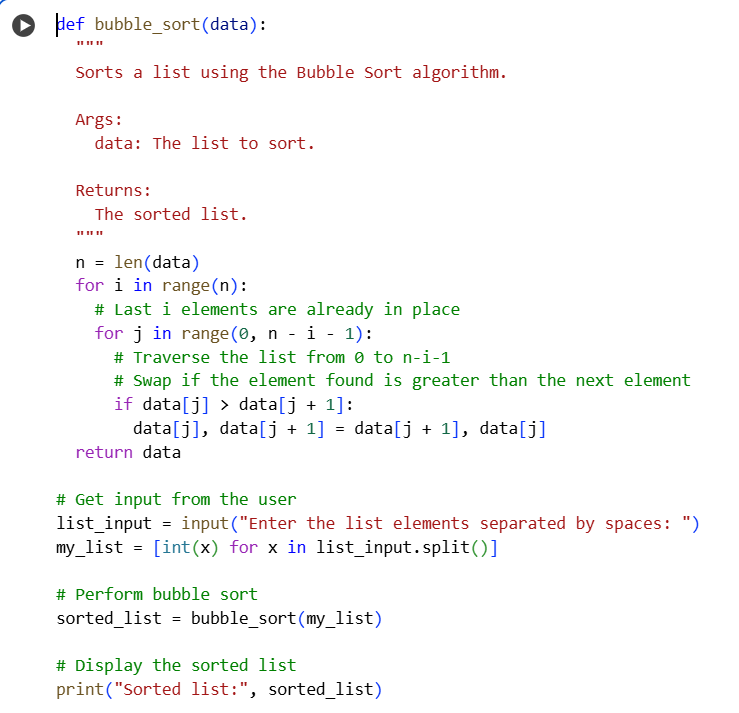 def bubble_sort(data):
  """
  Sorts a list using the Bubble Sort algorithm.

  Args:
    data: The list to sort.

  Returns:
    The sorted list.
  """
  n = len(data)
  for i in range(n):
    # Last i elements are already in place
    for j in range(0, n - i - 1):
      # Traverse the list from 0 to n-i-1
      # Swap if the element found is greater than the next element
      if data[j] > data[j + 1]:
        data[j], data[j + 1] = data[j + 1], data[j]
  return data

# Get input from the user
list_input = input("Enter the list elements separated by spaces: ")
my_list = [int(x) for x in list_input.split()]

# Perform bubble sort
sorted_list = bubble_sort(my_list)

# Display the sorted list
print("Sorted list:", sorted_list)